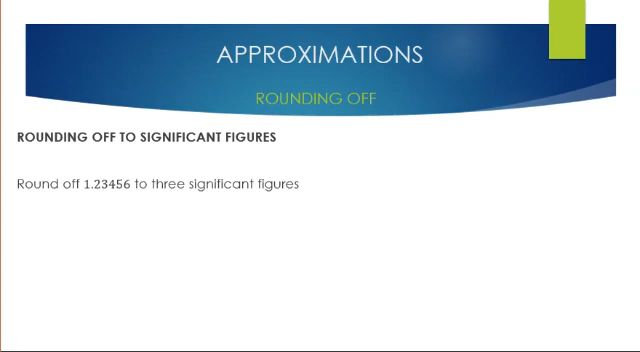 APPROXIMATIONS
ROUNDING OFF
ROUNDING OFF TO SIGNIFICANT FIGURES
Round off 1.23456 to three significant figures